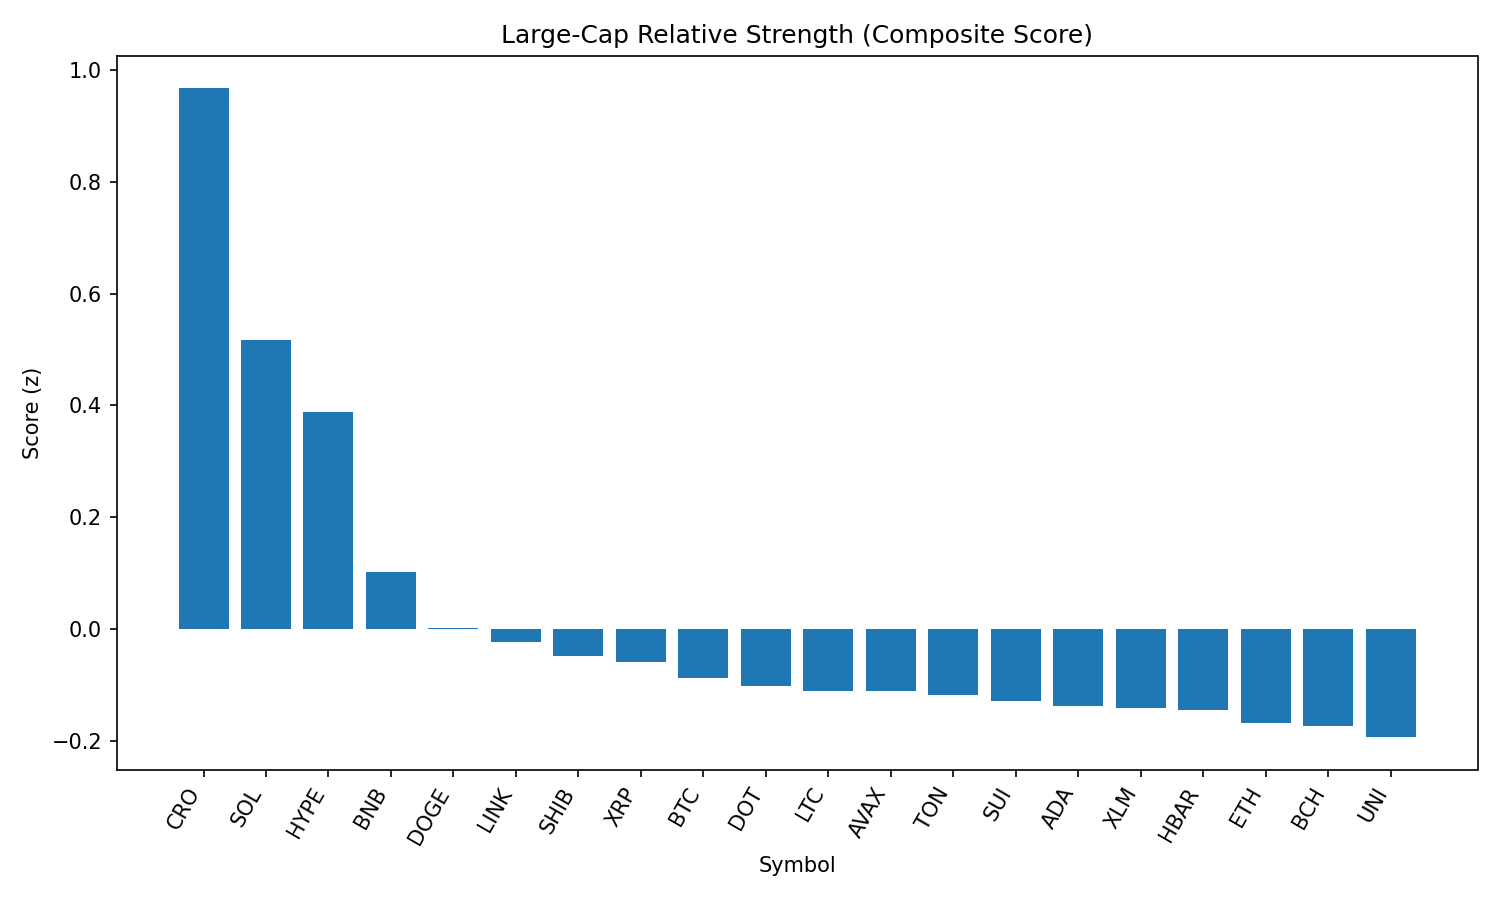 Large-Cap Relative Strength (Composite Score)
1.0
0.8
0.6
0.4
0.2
0.0
−0.2
Score (z)
CRO
SOL
HYPE
BNB
DOGE
LINK
SHIB
XRP
BTC
DOT
LTC
AVAX
TON
SUI
ADA
XLM
HBAR
ETH
BCH
UNI
Symbol